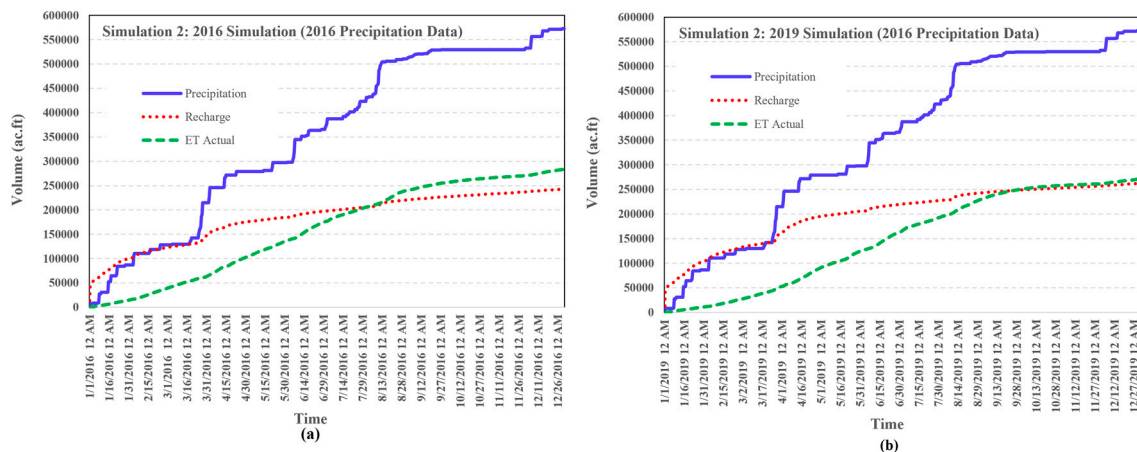 Simulation 2: 2016 Simulation (2016 Precipitation Data)
600000
550000
500000
450000
400000
350000
300000
250000
200000
150000
100000
50000
0
Volume (ac.ft)
Precipitation
Recharge
ET Actual
1/1/2016 12 AM
1/16/2016 12 AM
1/31/2016 12 AM
2/15/2016 12 AM
3/1/2016 12 AM
3/16/2016 12 AM
3/31/2016 12 AM
4/15/2016 12 AM
4/30/2016 12 AM
5/15/2016 12 AM
5/30/2016 12 AM
6/14/2016 12 AM
6/29/2016 12 AM
7/14/2016 12 AM
7/29/2016 12 AM
8/13/2016 12 AM
8/28/2016 12 AM
9/12/2016 12 AM
9/27/2016 12 AM
10/12/2016 12 AM
10/27/2016 12 AM
11/11/2016 12 AM
11/26/2016 12 AM
12/11/2016 12 AM
12/26/2016 12 AM
Time
(a)
Simulation 2: 2019 Simulation (2016 Precipitation Data)
600000
550000
500000
450000
400000
350000
300000
250000
200000
150000
100000
50000
0
Volume (ac.ft)
Precipitation
Recharge
ET Actual
1/1/2019 12 AM
1/16/2019 12 AM
1/31/2019 12 AM
2/15/2019 12 AM
3/2/2019 12 AM
3/17/2019 12 AM
4/1/2019 12 AM
4/16/2019 12 AM
5/1/2019 12 AM
5/16/2019 12 AM
5/31/2019 12 AM
6/15/2019 12 AM
6/30/2019 12 AM
7/15/2019 12 AM
7/30/2019 12 AM
8/14/2019 12 AM
8/29/2019 12 AM
9/13/2019 12 AM
9/28/2019 12 AM
10/13/2019 12 AM
10/28/2019 12 AM
11/12/2019 12 AM
11/27/2019 12 AM
12/12/2019 12 AM
12/27/2019 12 AM
Time
(b)